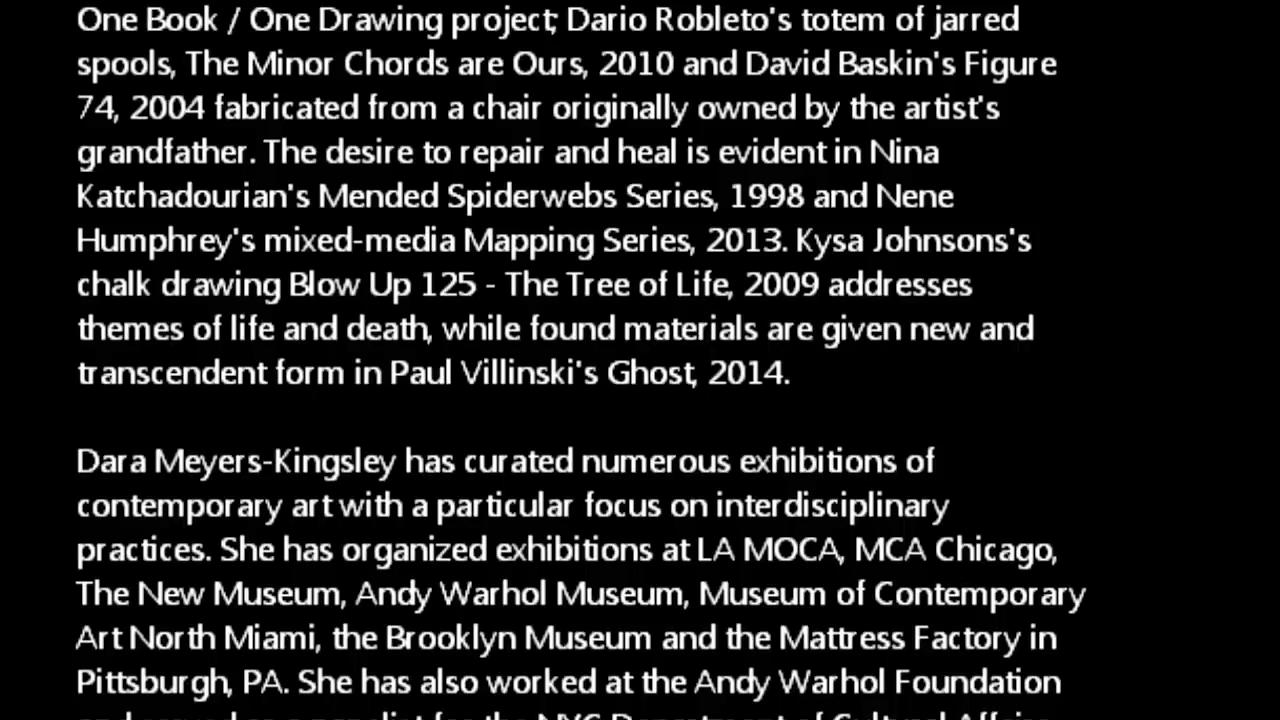 One Book / One Drawing project; Dario Robleto's totem of jarred
spools, The Minor Chords are Ours, 2010 and David Baskin's Figure
74, 2004 fabricated from a chair originally owned by the artist's
grandfather. The desire to repair and heal is evident in Nina
Katchadourian's Mended Spiderwebs Series, 1998 and Nene
Humphrey's mixed-media Mapping Series, 2013. Kysa Johnsons's
chalk drawing Blow Up 125 - The Tree of Life, 2009 addresses
themes of life and death, while found materials are given new and
transcendent form in Paul Villinski's Ghost, 2014.

Dara Meyers-Kingsley has curated numerous exhibitions of
contemporary art with a particular focus on interdisciplinary
practices. She has organized exhibitions at LA MOCA, MCA Chicago,
The New Museum, Andy Warhol Museum, Museum of Contemporary
Art North Miami, the Brooklyn Museum and the Mattress Factory in
Pittsburgh, PA. She has also worked at the Andy Warhol Foundation